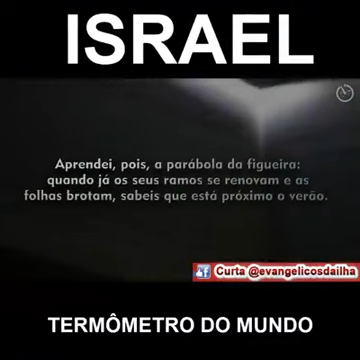 ISRAEL
Aprendei, pois, a parábola da figueira:
quando já os seus ramos se renovam e as
folhas brotam, sabeis que está próximo o verão.
Curta @evangelicosdailha
TERMÔMETRO DO MUNDO